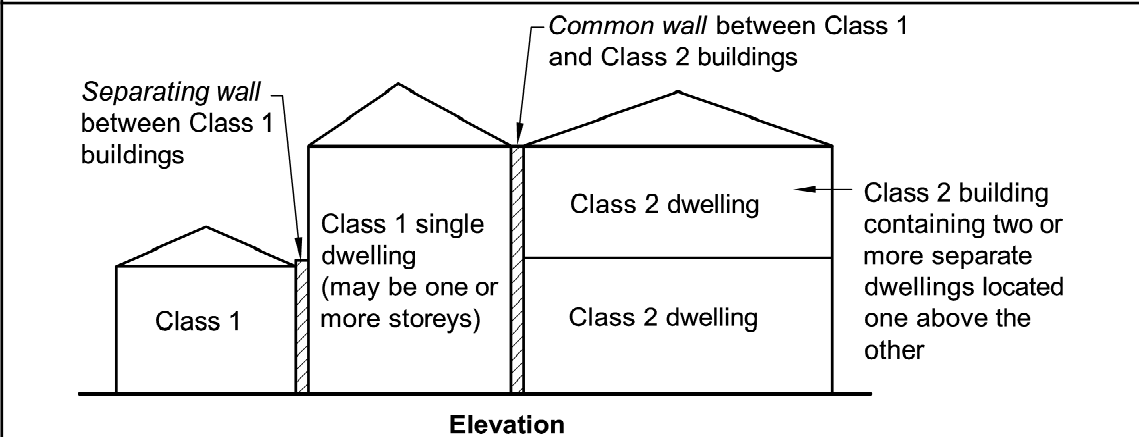 Common wall between Class 1
and Class 2 buildings
Separating wall
between Class 1
buildings
Class 2 dwelling
Class 2 building
containing two or
more separate
dwellings located
one above the
other
Class 1 single
dwelling
(may be one or
more storeys)
Class 1
Class 2 dwelling
Elevation